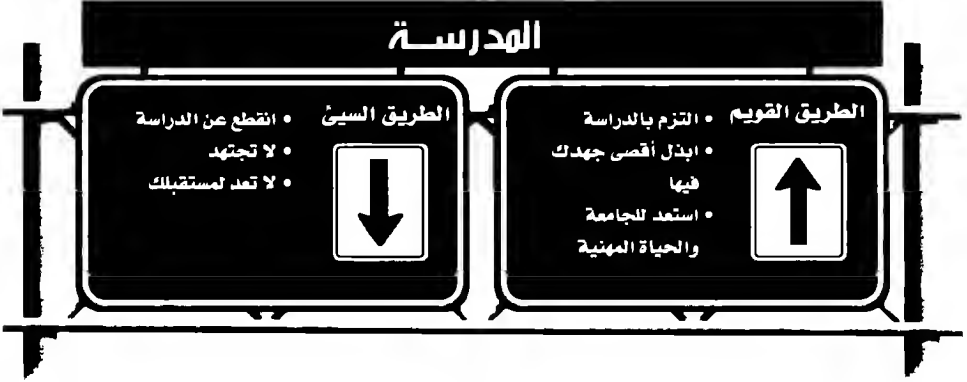 المدرســة
الطريق القويم
• التزم بالدراسة
• ابذل أقصى جهدك
فيها
• استعد للجامعة
والحياة المهنية
الطريق السيئ
• انقطع عن الدراسة
• لا تجتهد
• لا تعد لمستقبلك